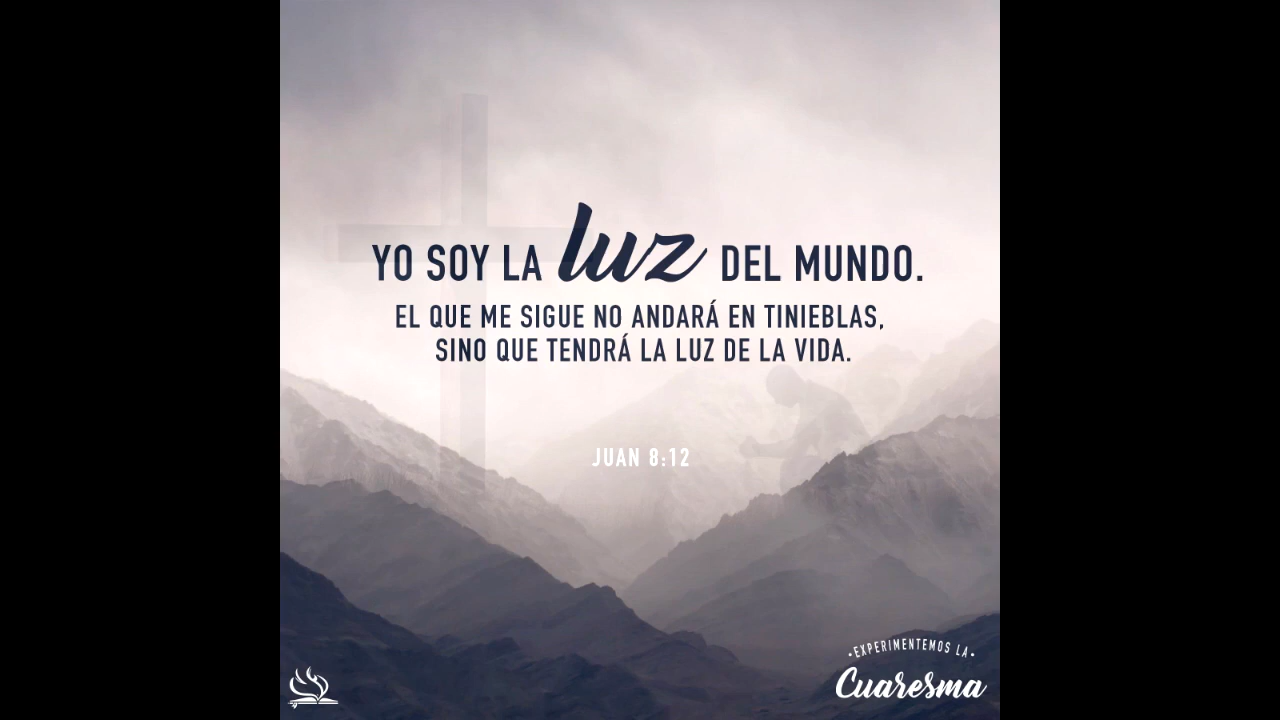 YO SOY LA luz DEL MUNDO.
EL QUE ME SIGUE NO ANDARÁ EN TINIEBLAS,
SINO QUE TENDRÁ LA LUZ DE LA VIDA.
JUAN 8:12
•EXPERIMENTEMOS LA•
Cuaresma